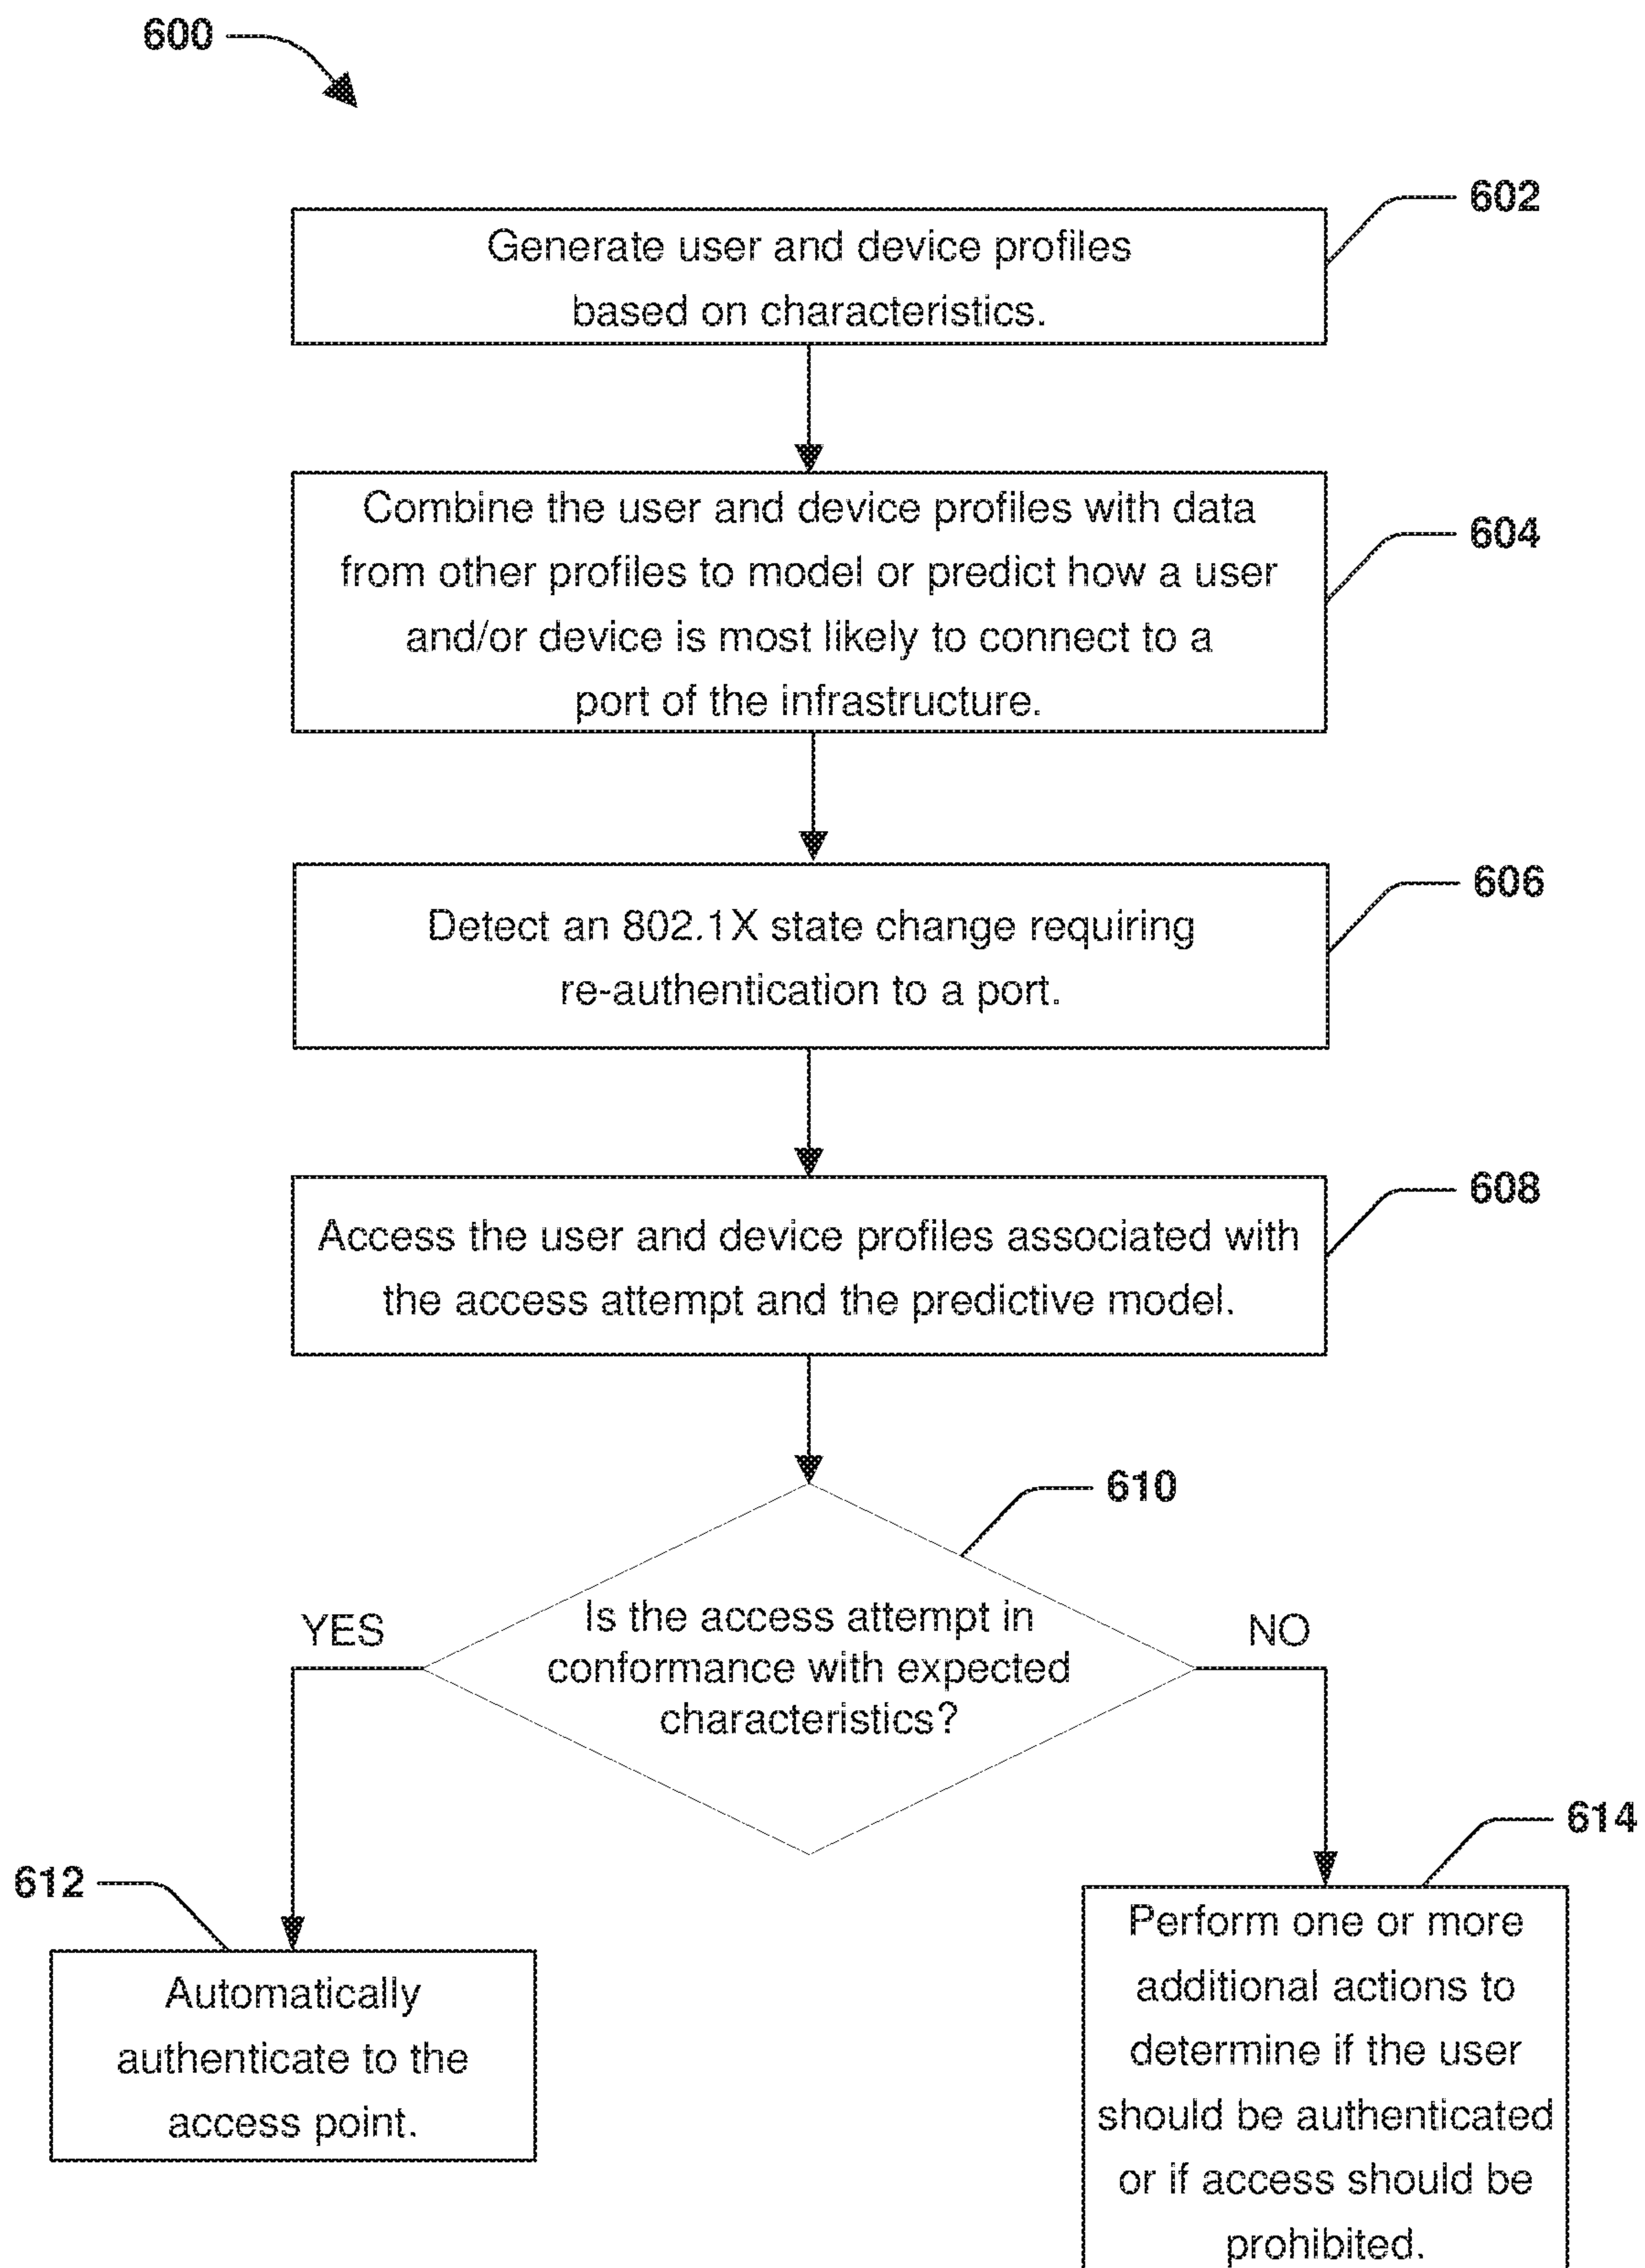 600
602
Generate user and device profiles
based on characteristics.
604
Combine the user and device profiles with data
from other profiles to model or predict how a user
and/or device is most likely to connect to a
port of the infrastructure.
606
Detect an 802.1X state change requiring
re-authentication to a port.
608
Access the user and device profiles associated with
the access attempt and the predictive model.
610
Is the access attempt in
conformance with expected
characteristics?
YES
NO
612
Automatically
authenticate to the
access point.
614
Perform one or more
additional actions to
determine if the user
should be authenticated
or if access should be
prohibited.